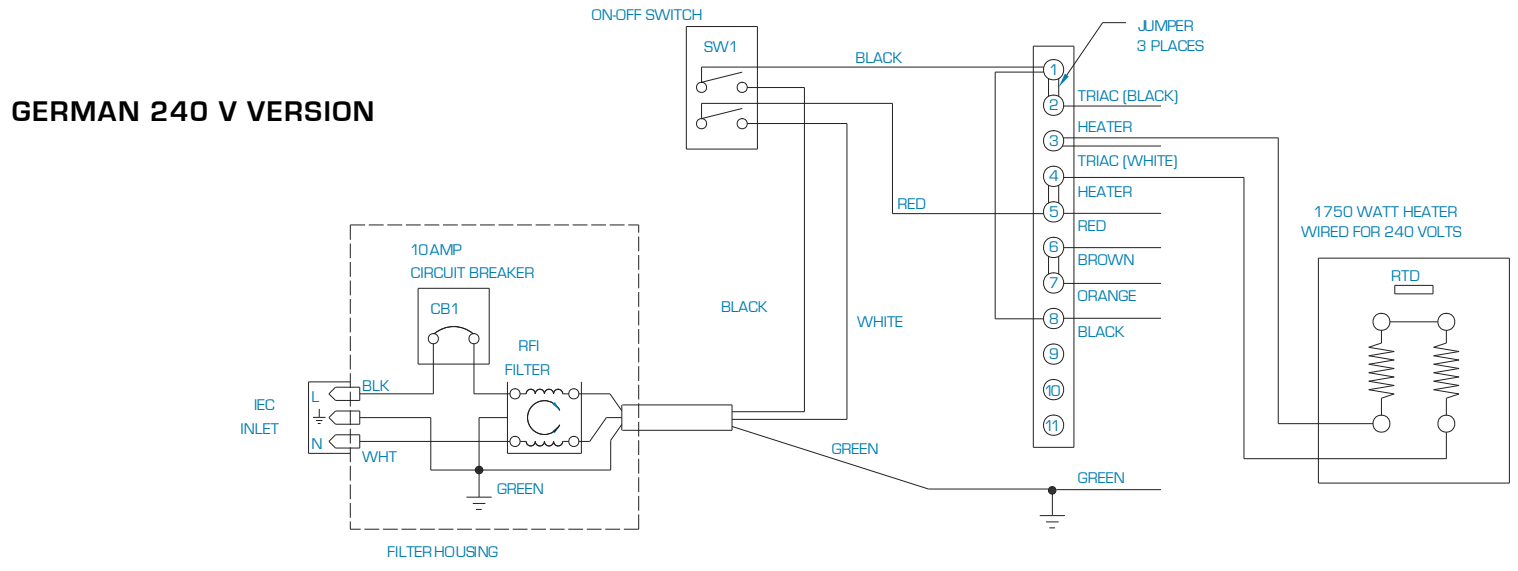 GERMAN 240 V VERSION
ON-OFF SWITCH
SW1
BLACK
JUMPER
3 PLACES
1
2
3
4
5
6
7
8
9
10
11
TRIAC (BLACK)
HEATER
TRIAC (WHITE)
HEATER
RED
BROWN
ORANGE
BLACK
RED
1750 WATT HEATER
WIRED FOR 240 VOLTS
RTD
10 AMP
CIRCUIT BREAKER
CB1
BLACK
WHITE
RFI
FILTER
BLK
L
IEC
INLET
N
WHT
GREEN
GREEN
GREEN
FILTER HOUSING